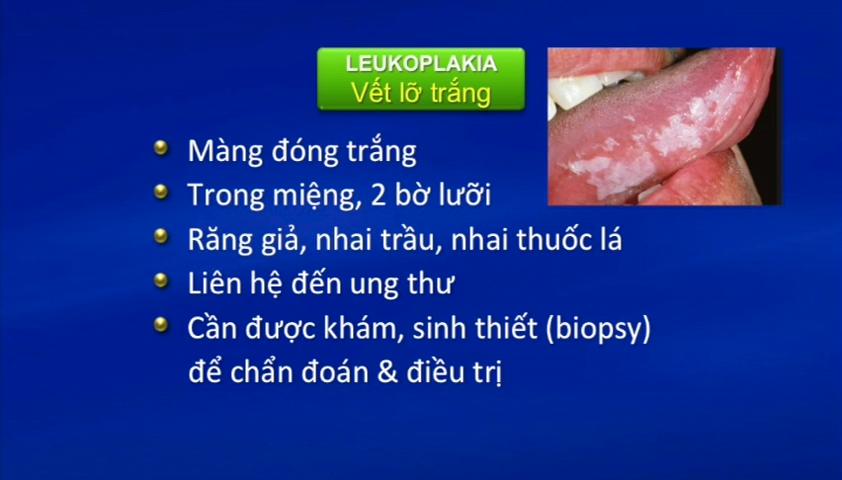 LEUKOPLAKIA
Vết lỡ trắng
Màng đóng trắng
Trong miệng, 2 bờ lưỡi
Răng giả, nhai trầu, nhai thuốc lá
Liên hệ đến ung thư
Cần được khám, sinh thiết (biopsy)
để chẩn đoán & điều trị